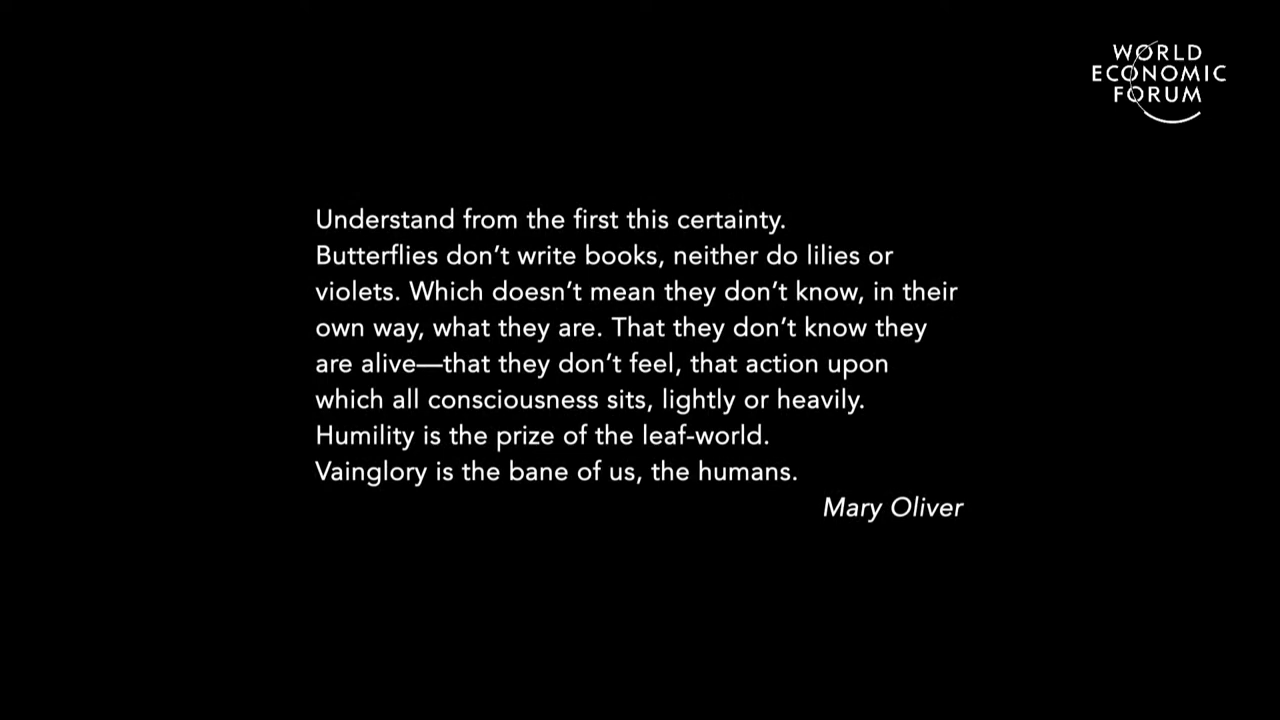 WORLD
ECONOMIC
FORUM
Understand from the first this certainty.
Butterflies don’t write books, neither do lilies or
violets. Which doesn’t mean they don’t know, in their
own way, what they are. That they don’t know they
are alive—that they don’t feel, that action upon
which all consciousness sits, lightly or heavily.
Humility is the prize of the leaf-world.
Vainglory is the bane of us, the humans.
Mary Oliver